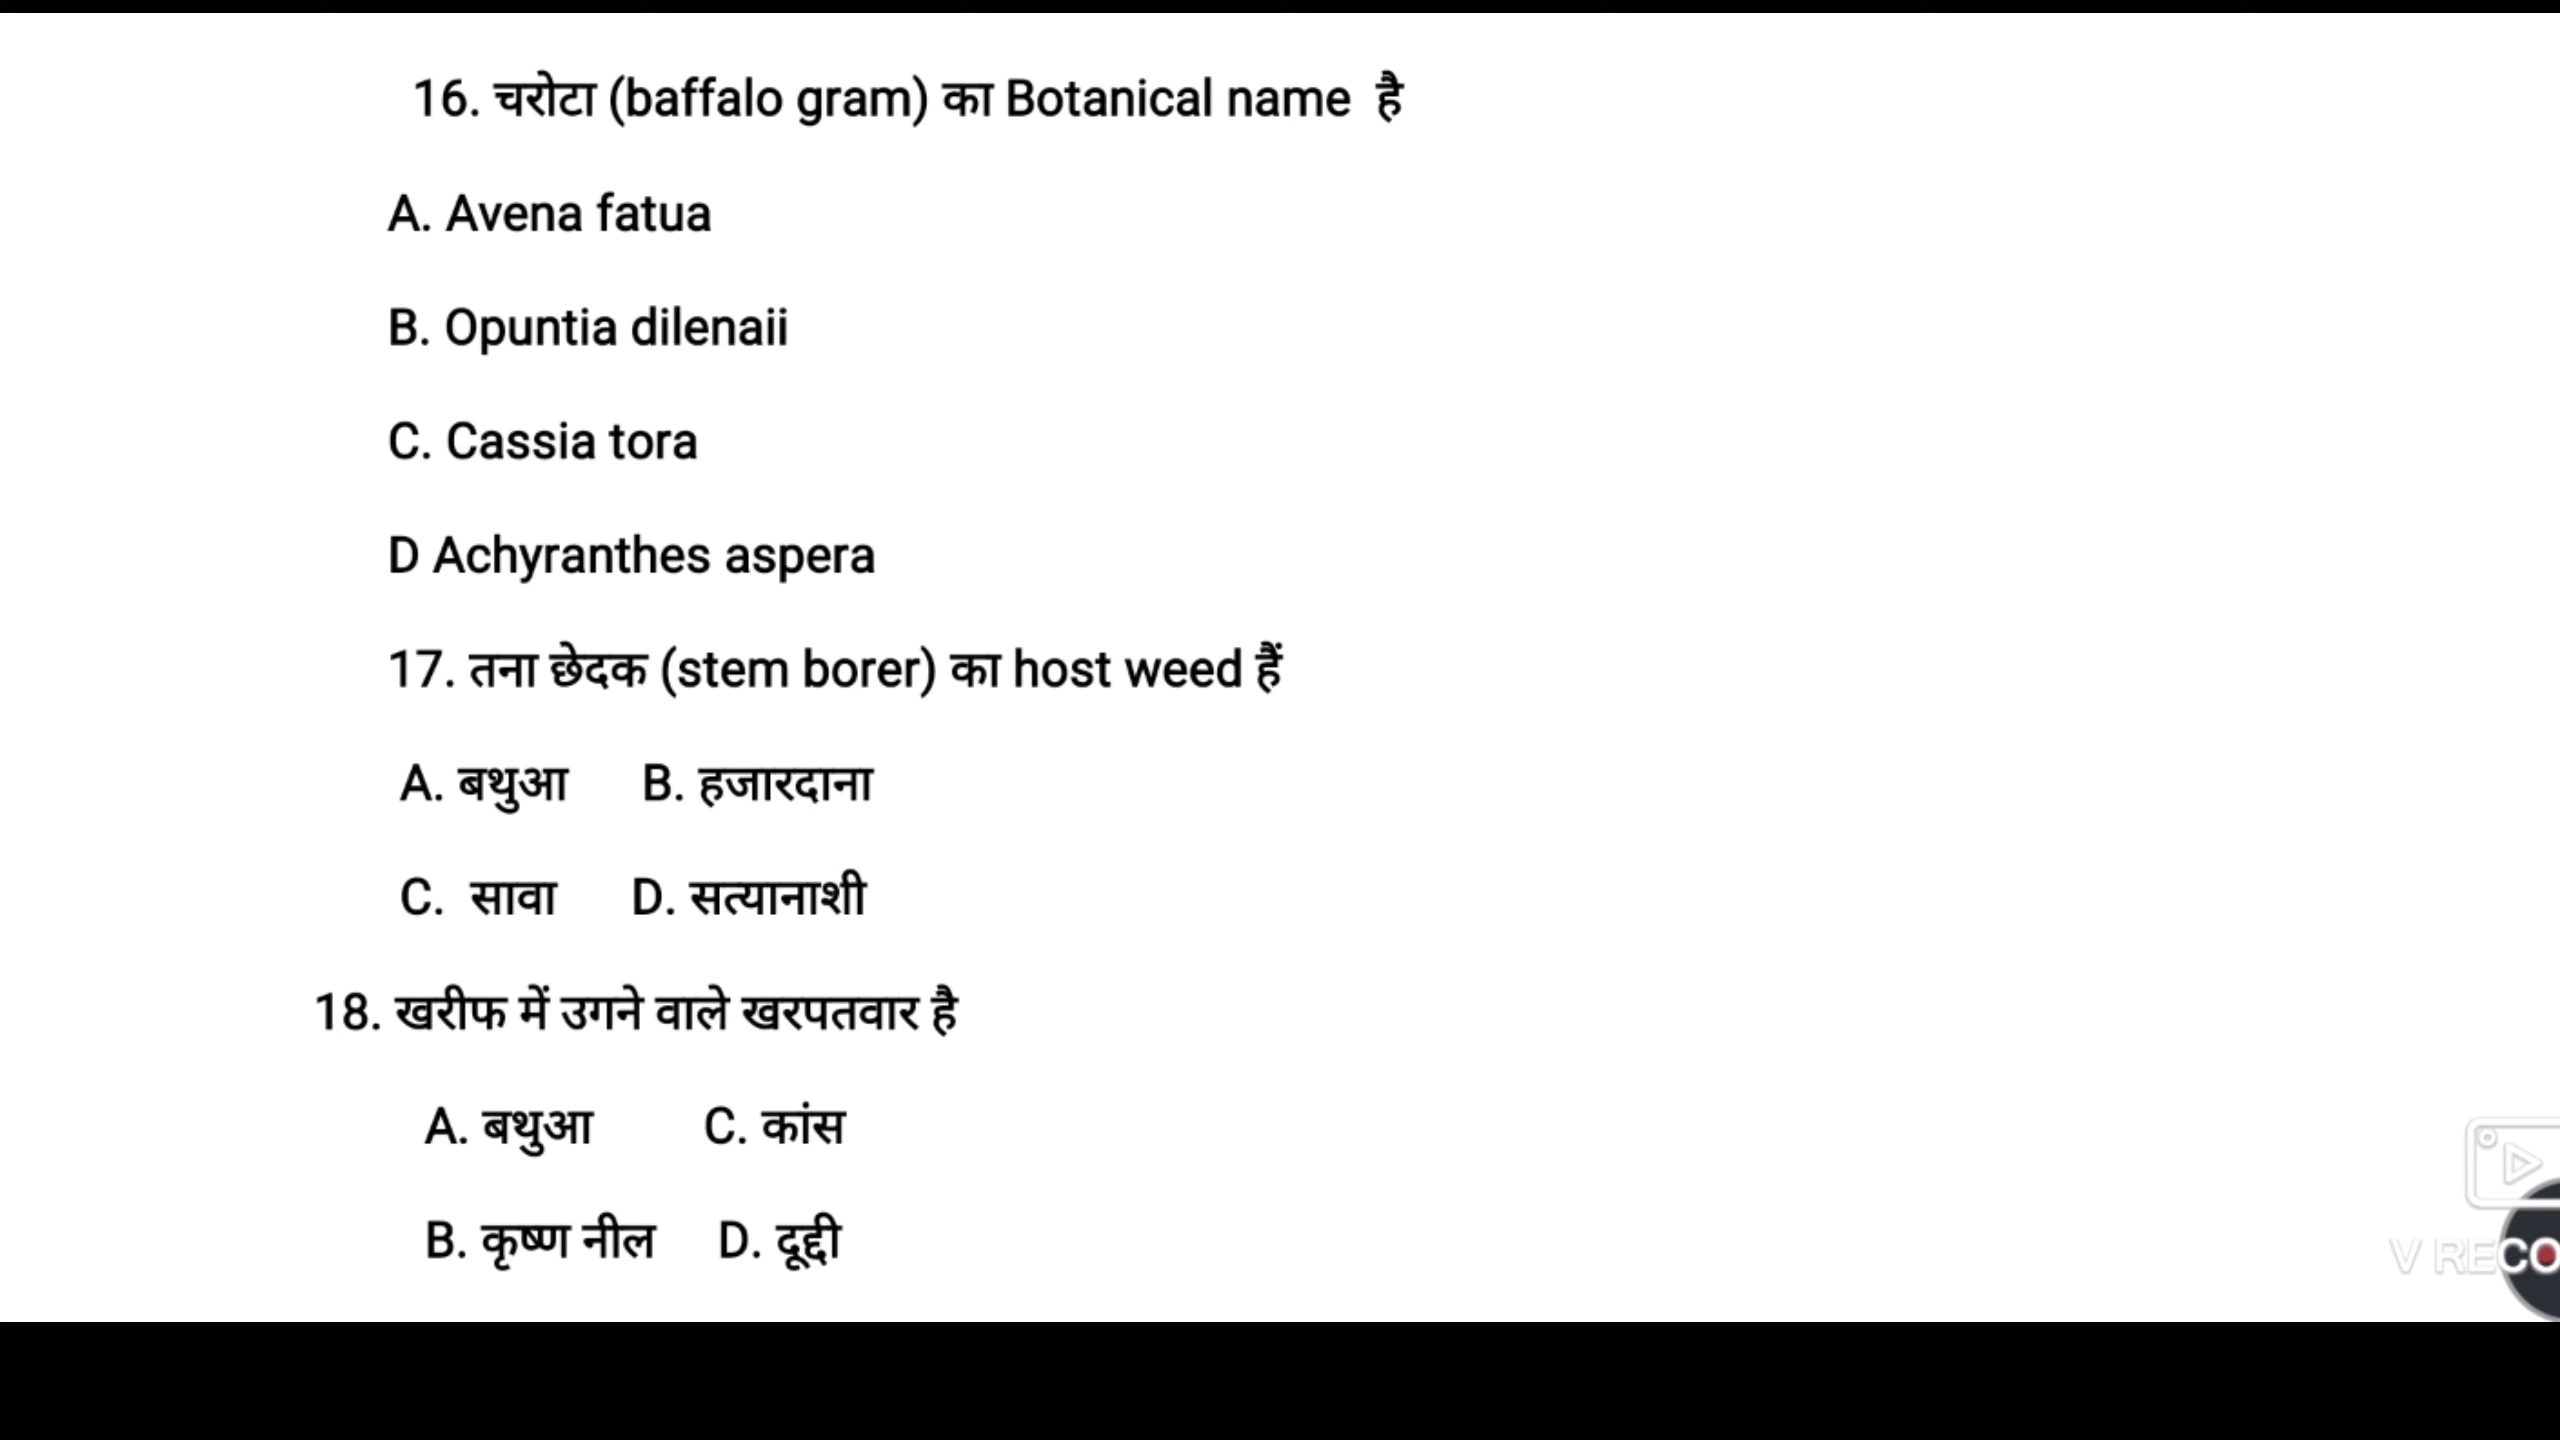 16. चरोटा (baffalo gram) का Botanical name है
A. Avena fatua
B. Opuntia dilenaii
C. Cassia tora
D Achyranthes aspera
17. तना छेदक (stem borer) का host weed हैं
A. बथुआ B. हजारदाना
C. सावा D. सत्यानाशी
18. खरीफ में उगने वाले खरपतवार है
A. बथुआ C. कांस
B. कृष्ण नील D. दूद्दी
V RECO